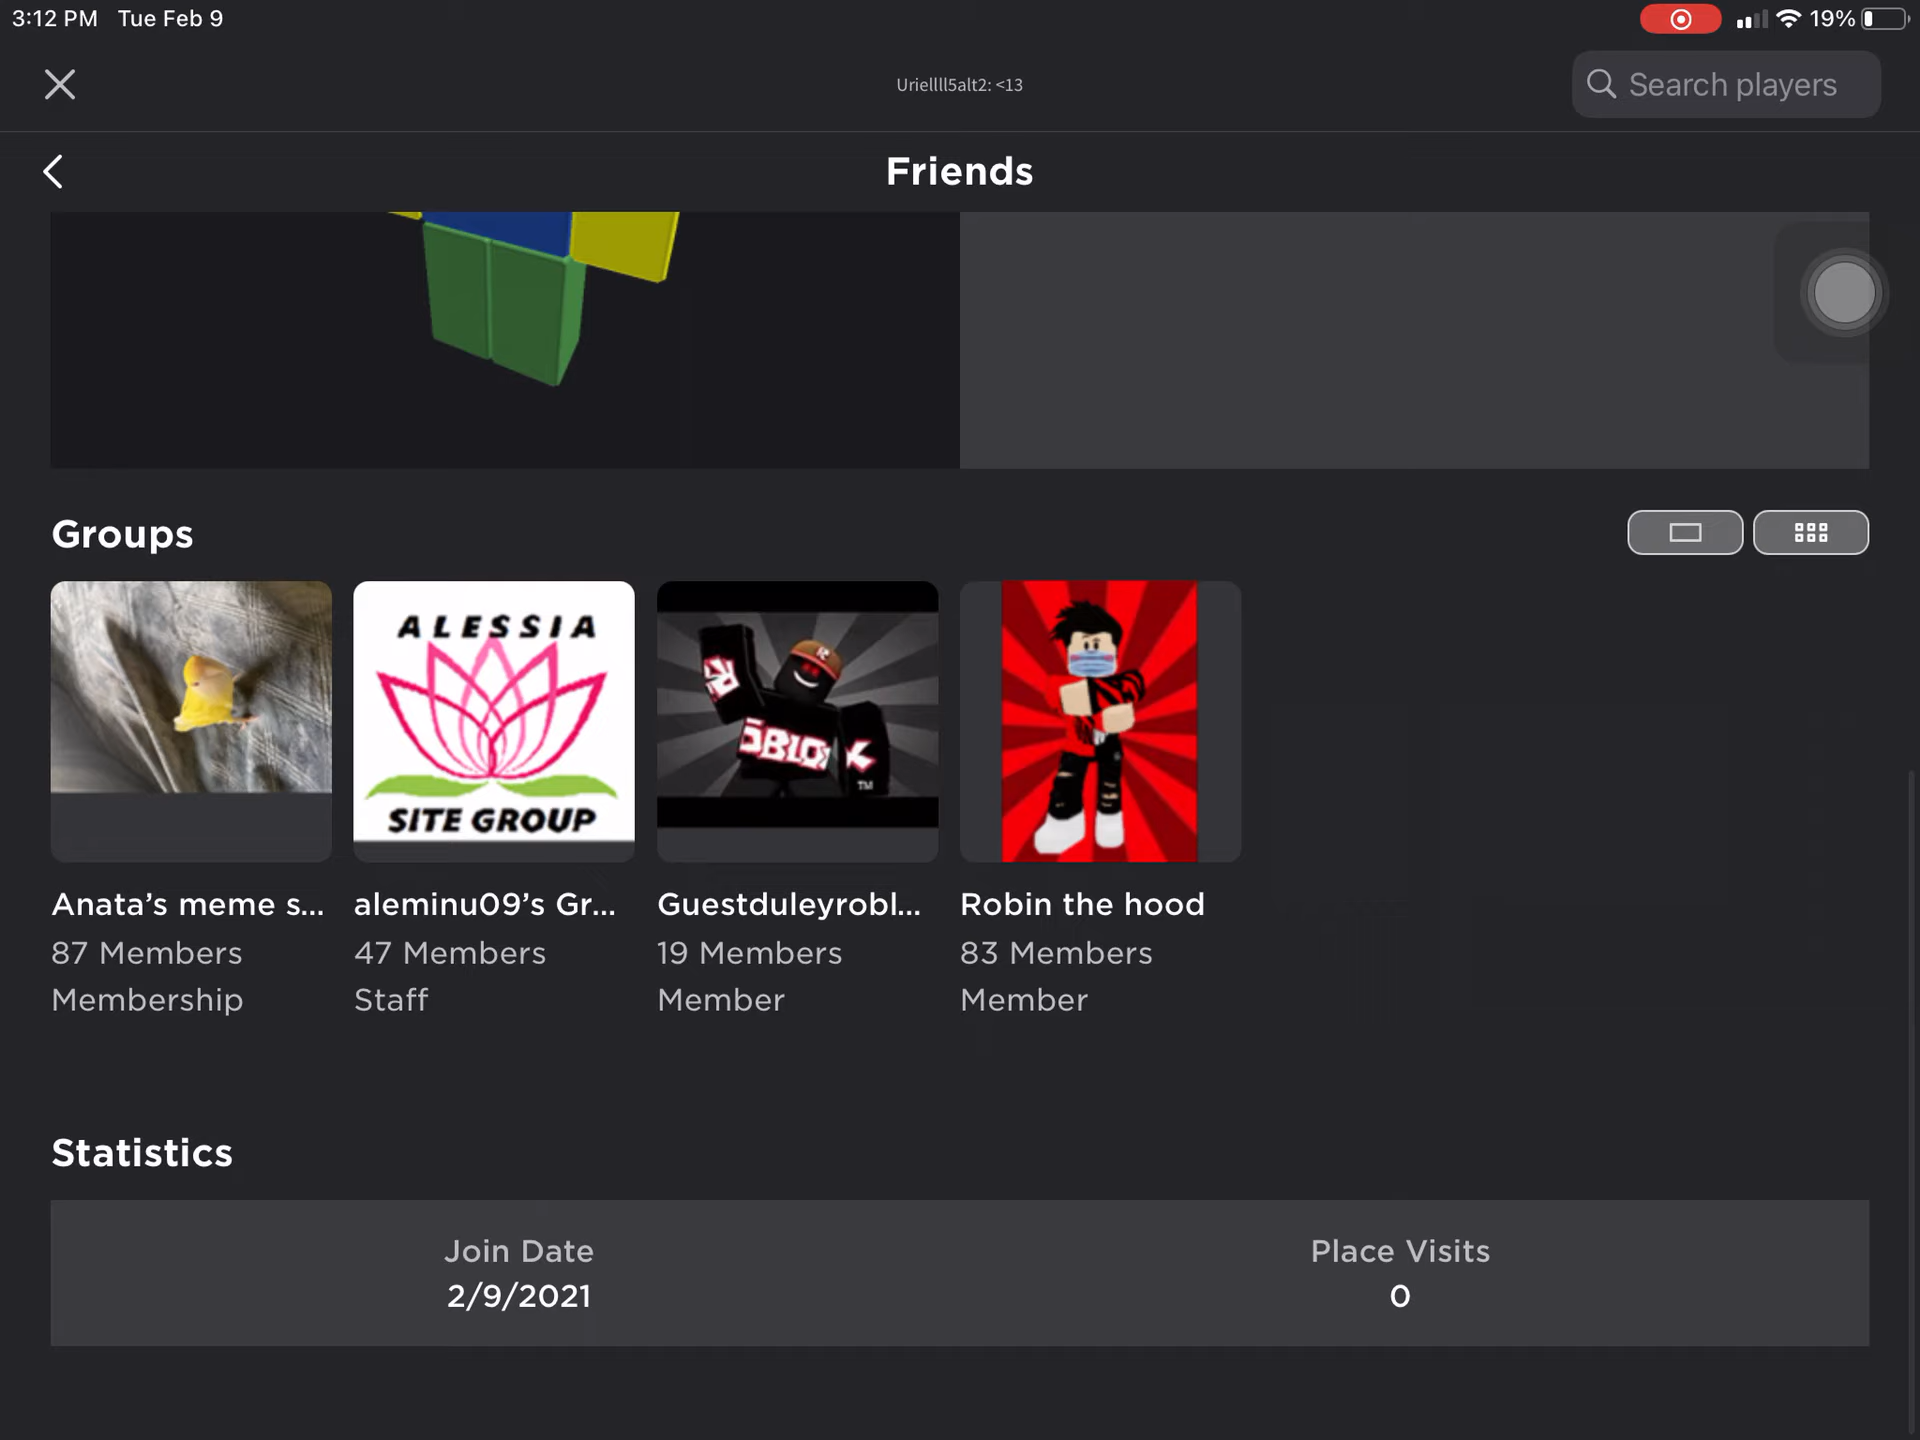 3:12 PM Tue Feb 9
19%
Uriellll5alt2: <13
Search players
Friends
Groups
ALESSIA
SITE GROUP
R
TM
Anata's meme s...
87 Members
Membership
aleminu09's Gr...
47 Members
Staff
Guestduleyrobl...
19 Members
Member
Robin the hood
83 Members
Member
Statistics
Join Date
2/9/2021
Place Visits
0